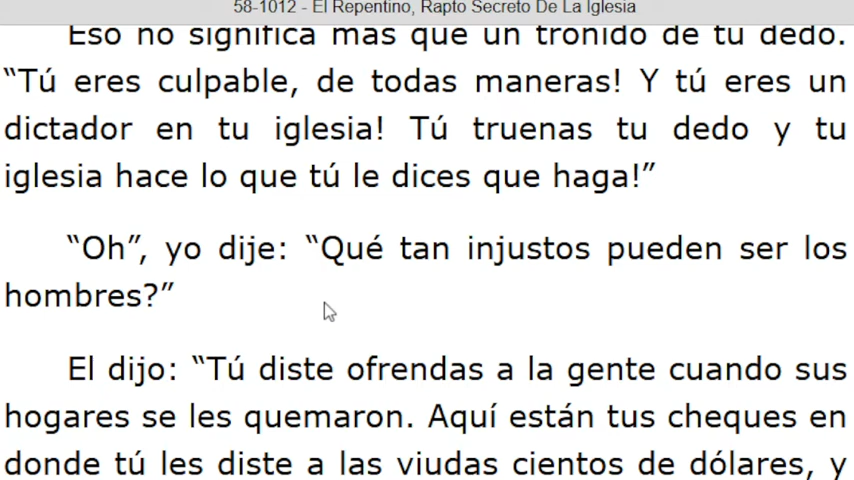 58-1012 - El Repentino, Rapto Secreto De La Iglesia
Eso no significa más que un tronido de tu dedo.
“Tú eres culpable, de todas maneras! Y tú eres un
dictador en tu iglesia! Tú truenas tu dedo y tu
iglesia hace lo que tú le dices que haga!”
“Oh”, yo dije: “Qué tan injustos pueden ser los
hombres?”
El dijo: “Tú diste ofrendas a la gente cuando sus
hogares se les quemaron. Aquí están tus cheques en
donde tú les diste a las viudas cientos de dólares, y